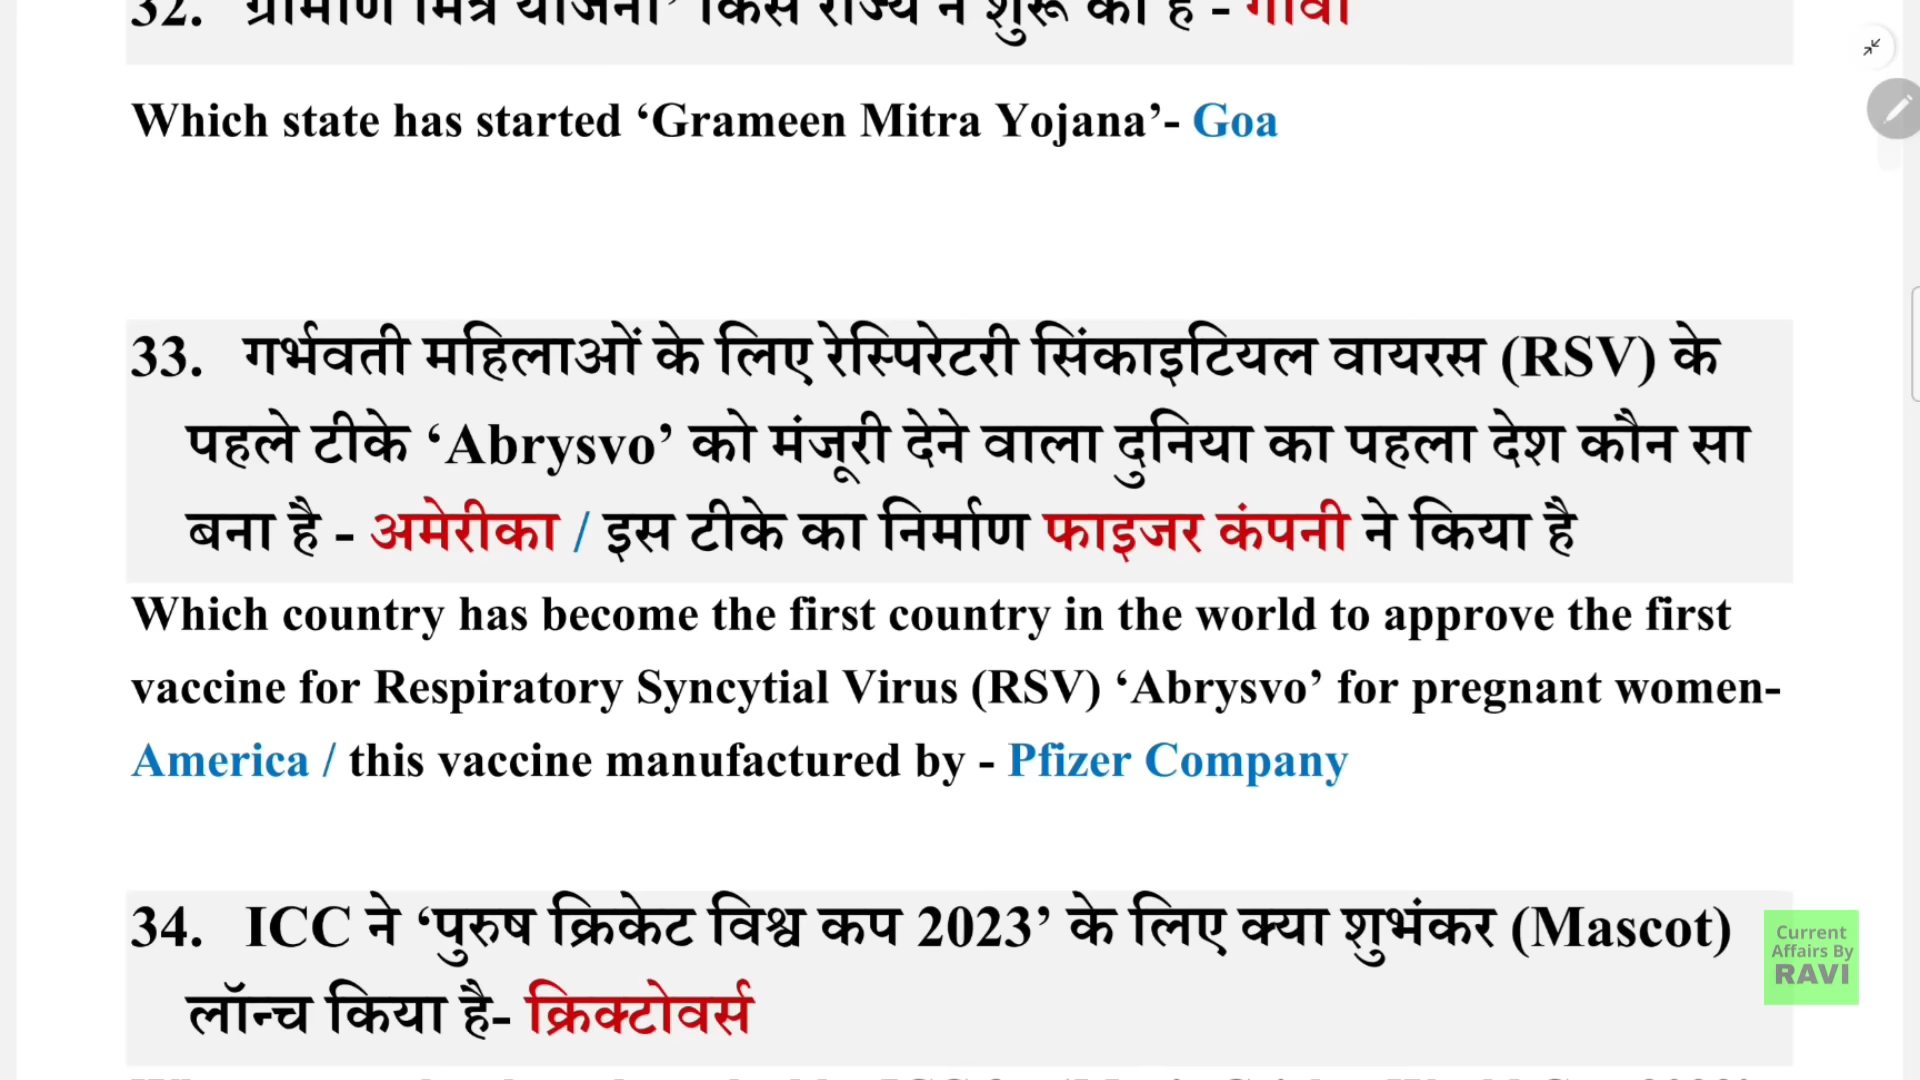 32. ग्रामीण मित्र योजना’ किस राज्य ने शुरू की है - गोवा
Which state has started ‘Grameen Mitra Yojana’- Goa
33. गर्भवती महिलाओं के लिए रेस्पिरेटरी सिंकाइटियल वायरस (RSV) के
पहले टीके ‘Abrysvo’ को मंजूरी देने वाला दुनिया का पहला देश कौन सा
बना है - अमेरीका / इस टीके का निर्माण फाइजर कंपनी ने किया है
Which country has become the first country in the world to approve the first
vaccine for Respiratory Syncytial Virus (RSV) ‘Abrysvo’ for pregnant women-
America / this vaccine manufactured by - Pfizer Company
34. ICC ने ‘पुरुष क्रिकेट विश्व कप 2023’ के लिए क्या शुभंकर (Mascot)
लॉन्च किया है- क्रिक्टोवर्स
Current
Affairs By
RAVI